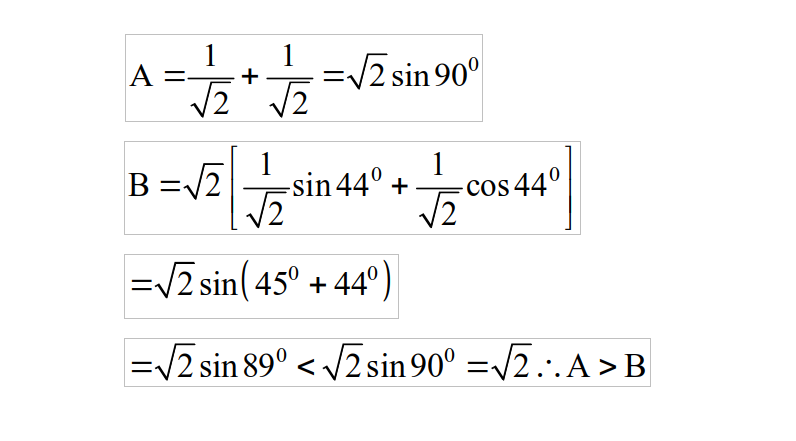 A = 1/√2 + 1/√2 = √2 sin 90⁰
B = √2 [ 1/√2 sin 44⁰ + 1/√2 cos 44⁰ ]
= √2 sin( 45⁰ + 44⁰ )
= √2 sin 89⁰ < √2 sin 90⁰ = √2 ∴ A > B